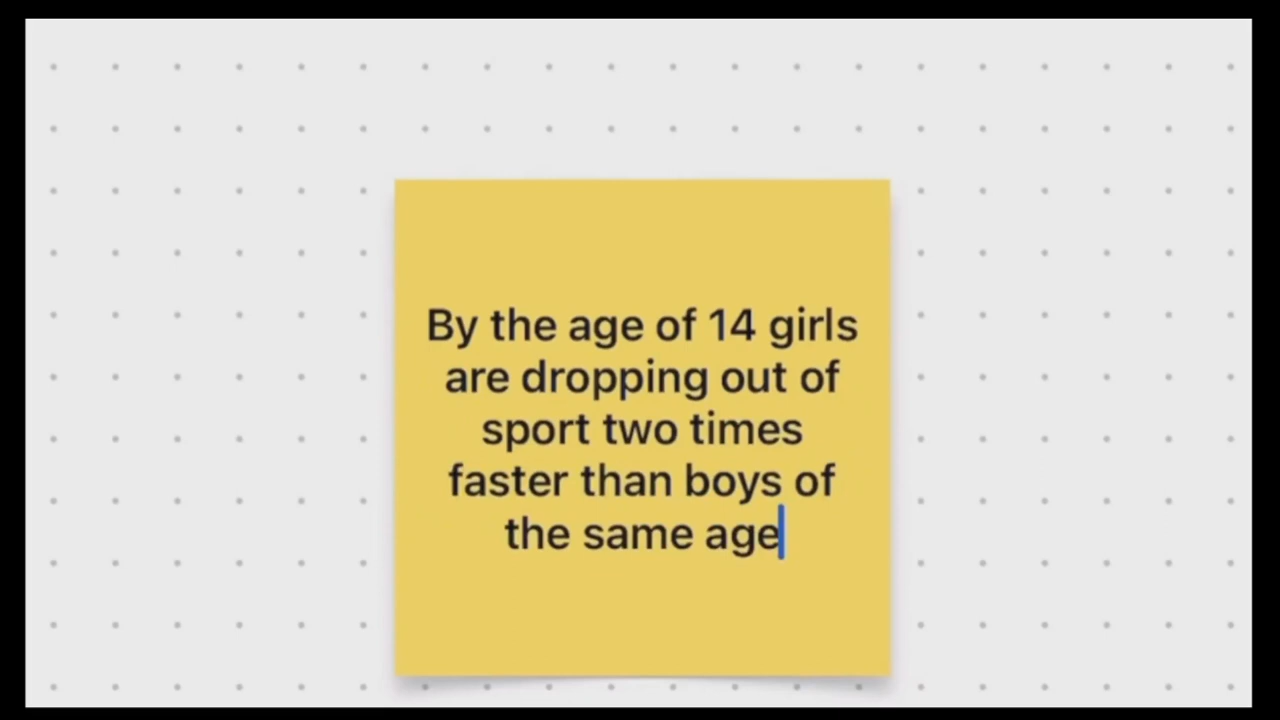 By the age of 14 girls
are dropping out of
sport two times
faster than boys of
the same age